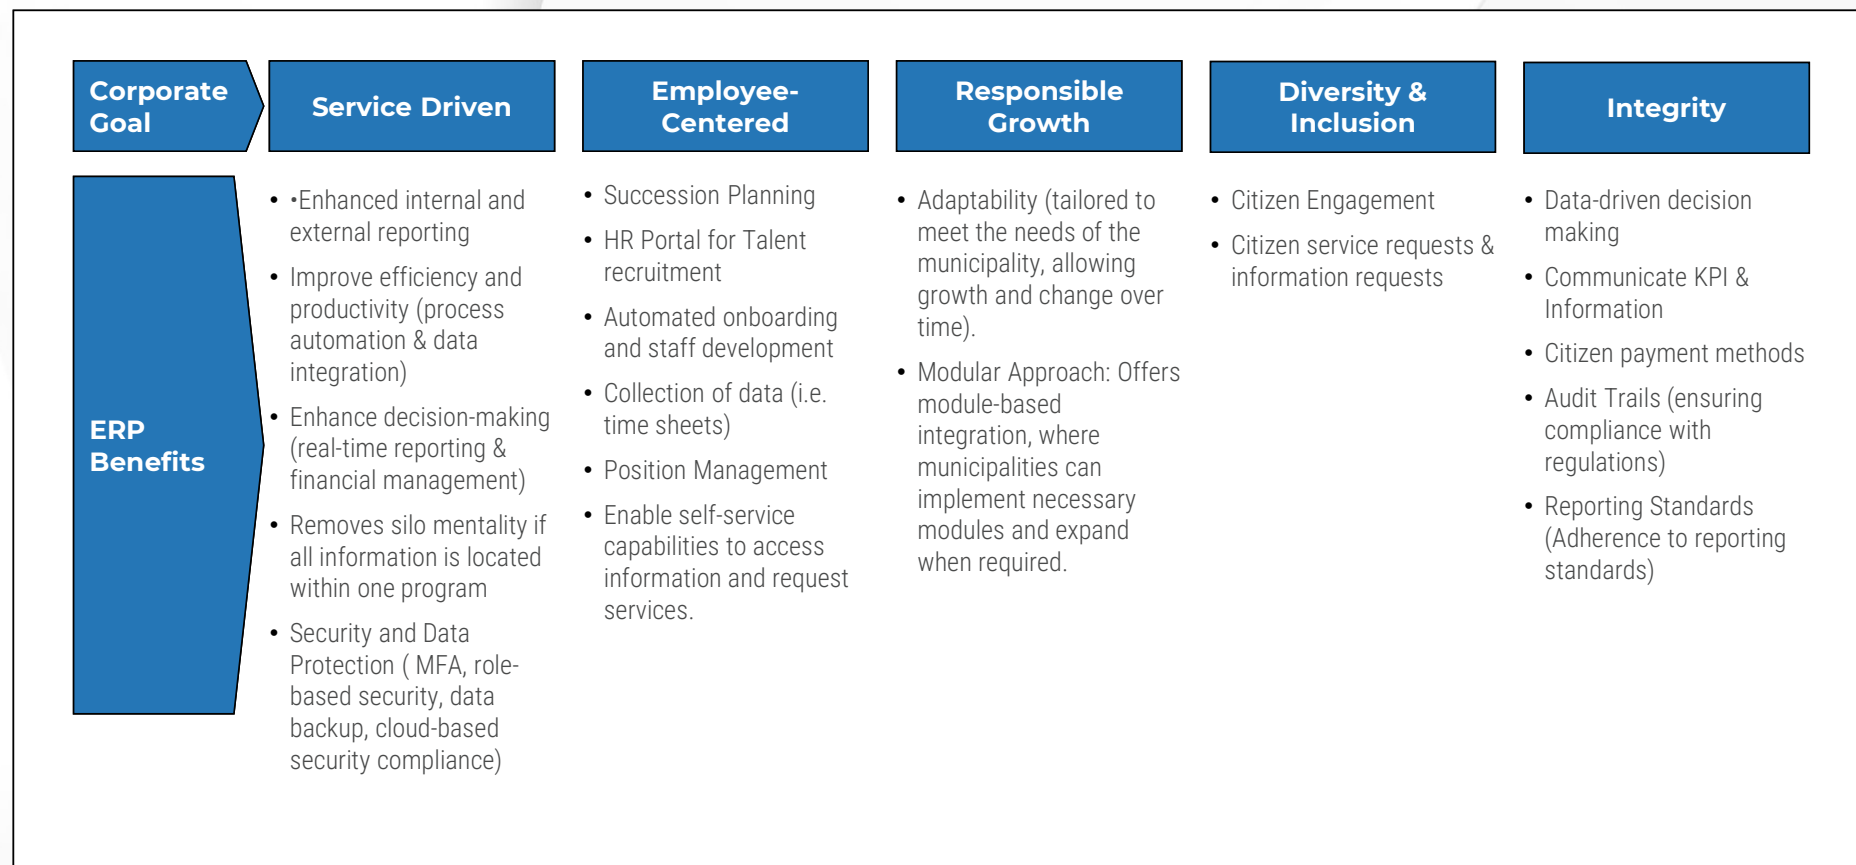 Corporate
Goal
Service Driven
Employee-
Centered
Responsible
Growth
Diversity &
Inclusion
Integrity
ERP
Benefits
• •Enhanced internal and
external reporting
• Improve efficiency and
productivity (process
automation & data
integration)
• Enhance decision-making
(real-time reporting &
financial management)
• Removes silo mentality if
all information is located
within one program
• Security and Data
Protection ( MFA, role-
based security, data
backup, cloud-based
security compliance)
• Succession Planning
• HR Portal for Talent
recruitment
• Automated onboarding
and staff development
• Collection of data (i.e.
time sheets)
• Position Management
• Enable self-service
capabilities to access
information and request
services.
• Adaptability (tailored to
meet the needs of the
municipality, allowing
growth and change over
time).
• Modular Approach: Offers
module-based
integration, where
municipalities can
implement necessary
modules and expand
when required.
• Citizen Engagement
• Citizen service requests &
information requests
• Data-driven decision
making
• Communicate KPI &
Information
• Citizen payment methods
• Audit Trails (ensuring
compliance with
regulations)
• Reporting Standards
(Adherence to reporting
standards)